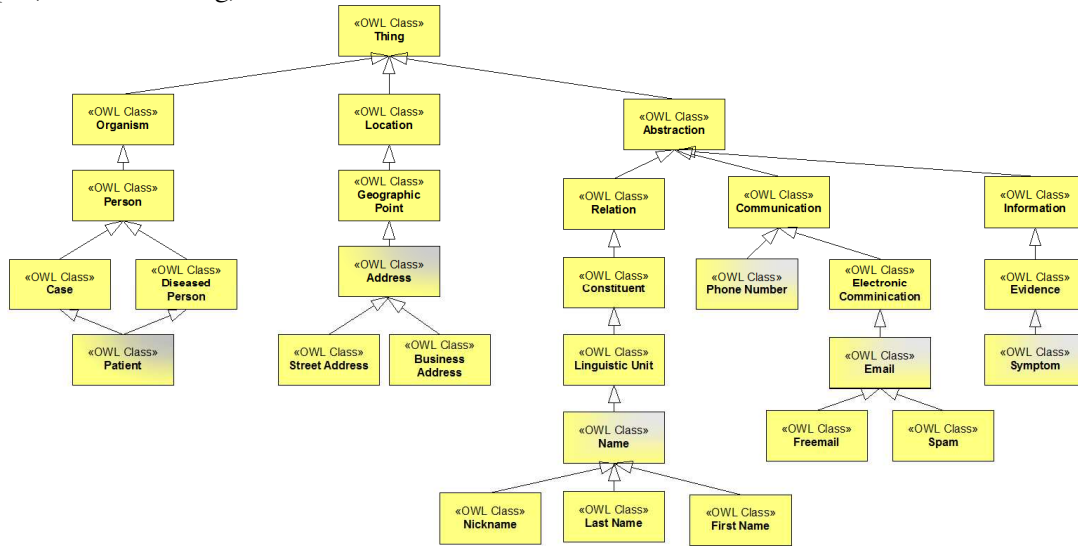 «OWL Class»
Thing
«OWL Class»
Organism
«OWL Class»
Location
«OWL Class»
Abstraction
«OWL Class»
Person
«OWL Class»
Geographic
Point
«OWL Class»
Relation
«OWL Class»
Communication
«OWL Class»
Information
«OWL Class»
Case
«OWL Class»
Diseased
Person
«OWL Class»
Address
«OWL Class»
Constituent
«OWL Class»
Phone Number
«OWL Class»
Electronic
Comminication
«OWL Class»
Evidence
«OWL Class»
Patient
«OWL Class»
Street Address
«OWL Class»
Business
Address
«OWL Class»
Linguistic Unit
«OWL Class»
Email
«OWL Class»
Symptom
«OWL Class»
Name
«OWL Class»
Freemail
«OWL Class»
Spam
«OWL Class»
Nickname
«OWL Class»
Last Name
«OWL Class»
First Name